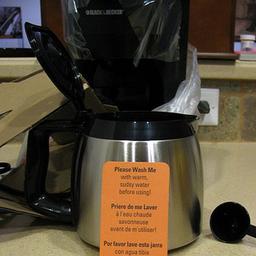 BLACK & DECKER
Please Wash Me
with warm,
sudsy water
before using!
Priere de me Laver
à l'eau chaude
savonneuse
avant de m'utiliser!
Por favor lave esta jarra
con agua tibia